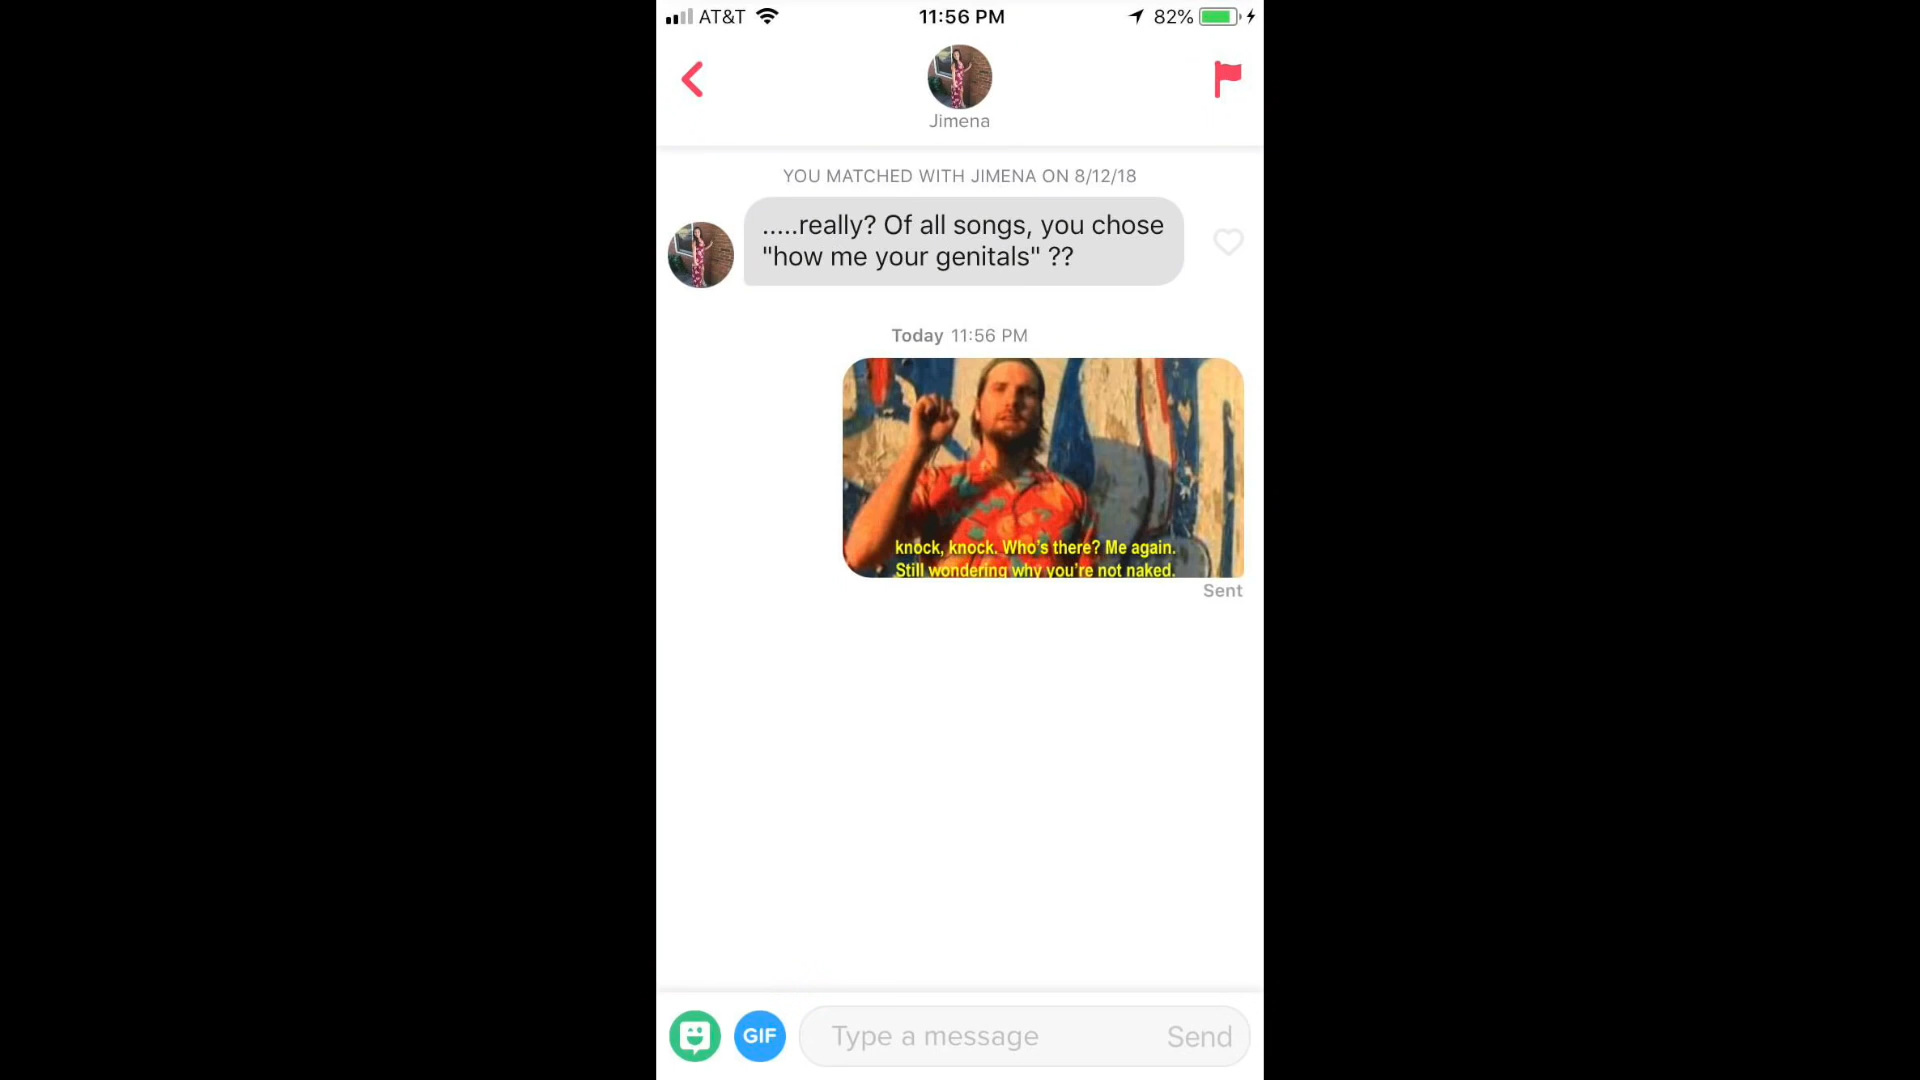 AT&T 11:56 PM 82%
Jimena
YOU MATCHED WITH JIMENA ON 8/12/18
.....really? Of all songs, you chose
"how me your genitals" ??
Today 11:56 PM
knock, knock. Who's there? Me again.
Still wondering why you're not naked.
Sent
GIF Type a message Send